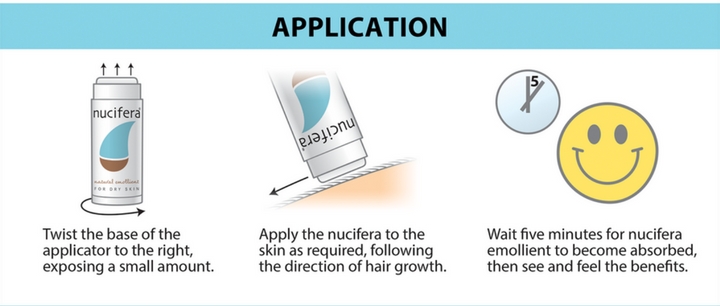 APPLICATION
nucifera
natural emollient
FOR DRY SKIN
Twist the base of the
applicator to the right,
exposing a small amount.
nucifera
Apply the nucifera to the
skin as required, following
the direction of hair growth.
5
Wait five minutes for nucifera
emollient to become absorbed,
then see and feel the benefits.